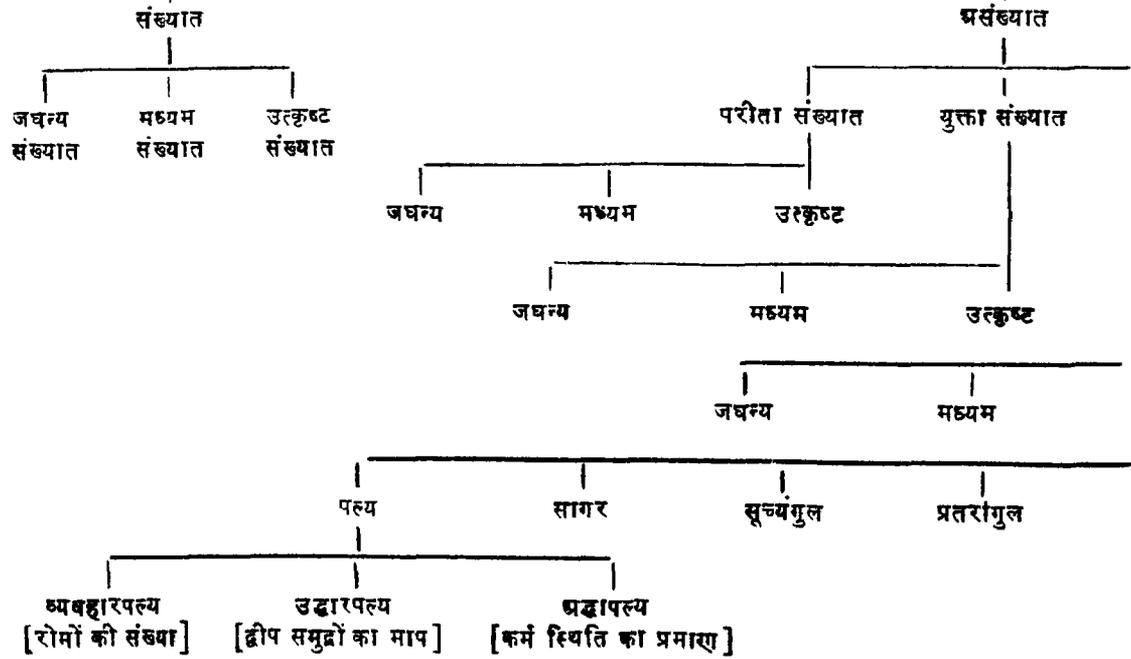 संख्यात
असंख्यात
जघन्य
संख्यात
मध्यम
संख्यात
उत्कृष्ट
संख्यात
परीता संख्यात
युक्ता संख्यात
जघन्य
मध्यम
उत्कृष्ट
जघन्य
मध्यम
उत्कृष्ट
जघन्य
मध्यम
पल्य
सागर
सूच्यंगुल
प्रतरांगुल
व्यवहारपल्य
[रोमों की संख्या]
उद्धारपल्य
[द्वीप समुद्रों का माप]
अद्धापल्य
[कर्म स्थिति का प्रमाण]